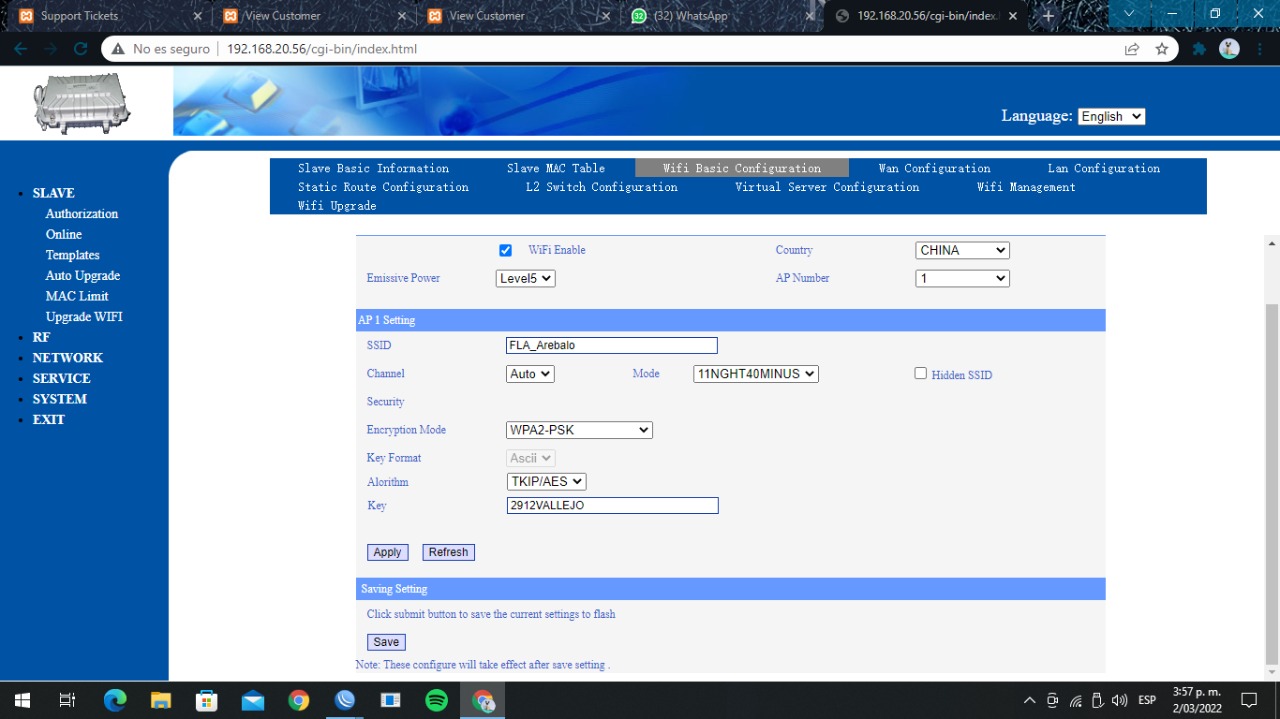 Support Tickets View Customer View Customer (32) WhatsApp 192.168.20.56/cgi-bin/index.
No es seguro 192.168.20.56/cgi-bin/index.html
Language: English
Slave Basic Information Slave MAC Table Wifi Basic Configuration Wan Configuration Lan Configuration
Static Route Configuration L2 Switch Configuration Virtual Server Configuration Wifi Management
Wifi Upgrade
SLAVE
Authorization
Online
Templates
Auto Upgrade
MAC Limit
Upgrade WIFI
RF
NETWORK
SERVICE
SYSTEM
EXIT
WiFi Enable Country CHINA
Emissive Power Level5 AP Number 1
AP 1 Setting
SSID FLA_Arebalo
Channel Auto Mode 11NGHT40MINUS Hidden SSID
Security
Encryption Mode WPA2-PSK
Key Format Ascii
Alorithm TKIP/AES
Key 2912VALLEJO
Apply Refresh
Saving Setting
Click submit button to save the current settings to flash
Save
Note: These configure will take effect after save setting .
ESP 3:57 p. m.
2/03/2022